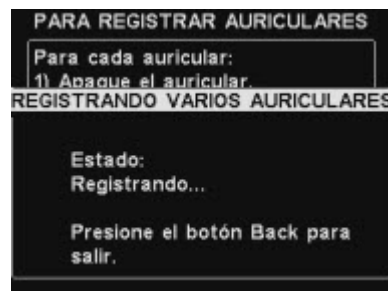 PARA REGISTRAR AURICULARES
Para cada auricular:
1) Apague el auricular.
REGISTRANDO VARIOS AURICULARES
Estado:
Registrando...
Presione el botón Back para
salir.